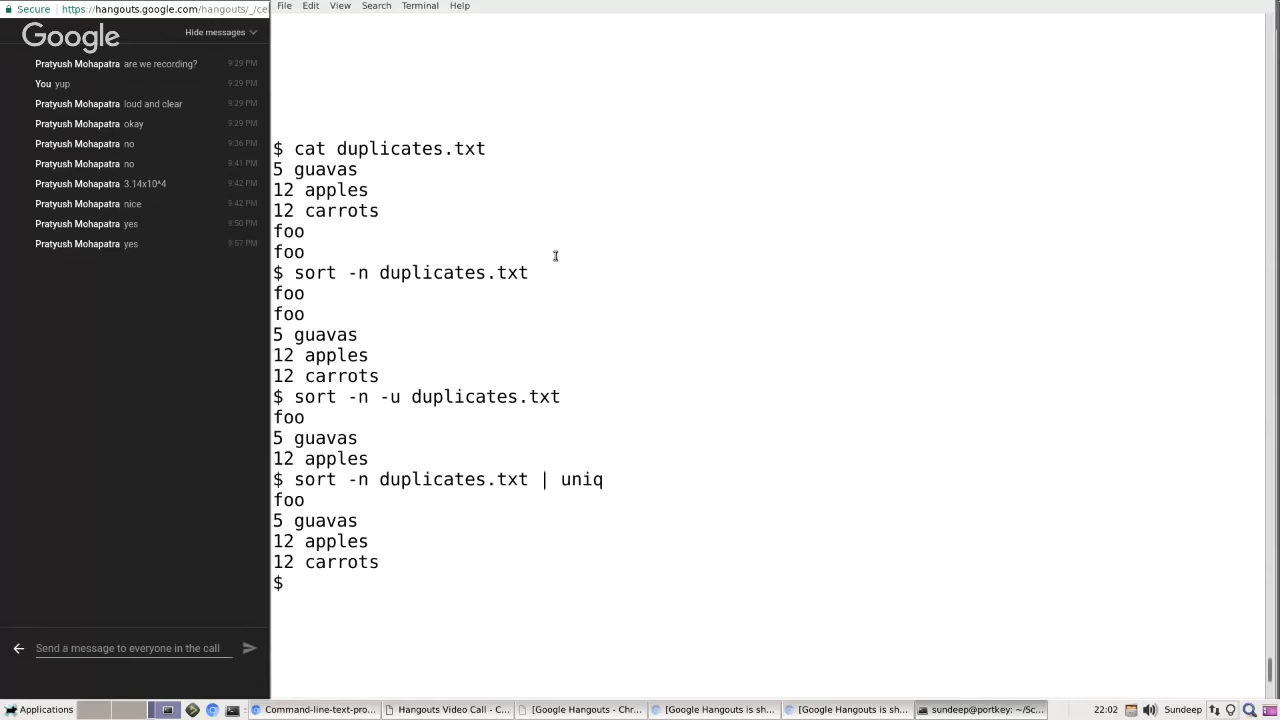 Secure https://hangouts.google.com/hangouts/_/ce
Google
Hide messages
Pratyush Mohapatra are we recording? 9:29 PM
You yup 9:29 PM
Pratyush Mohapatra loud and clear 9:29 PM
Pratyush Mohapatra okay 9:29 PM
Pratyush Mohapatra no 9:36 PM
Pratyush Mohapatra no 9:41 PM
Pratyush Mohapatra 3.14x10^4 9:42 PM
Pratyush Mohapatra nice 9:42 PM
Pratyush Mohapatra yes 9:50 PM
Pratyush Mohapatra yes 9:57 PM
Send a message to everyone in the call
File Edit View Search Terminal Help
$ cat duplicates.txt
5 guavas
12 apples
12 carrots
foo
foo
$ sort -n duplicates.txt
foo
foo
5 guavas
12 apples
12 carrots
$ sort -n -u duplicates.txt
foo
5 guavas
12 apples
$ sort -n duplicates.txt | uniq
foo
5 guavas
12 apples
12 carrots
$
Applications Command-line-text-pro... Hangouts Video Call - C... [Google Hangouts - Chr... [Google Hangouts is sh... [Google Hangouts is sh... sundeep@portkey: ~/Sc... 22:02 Sundeep